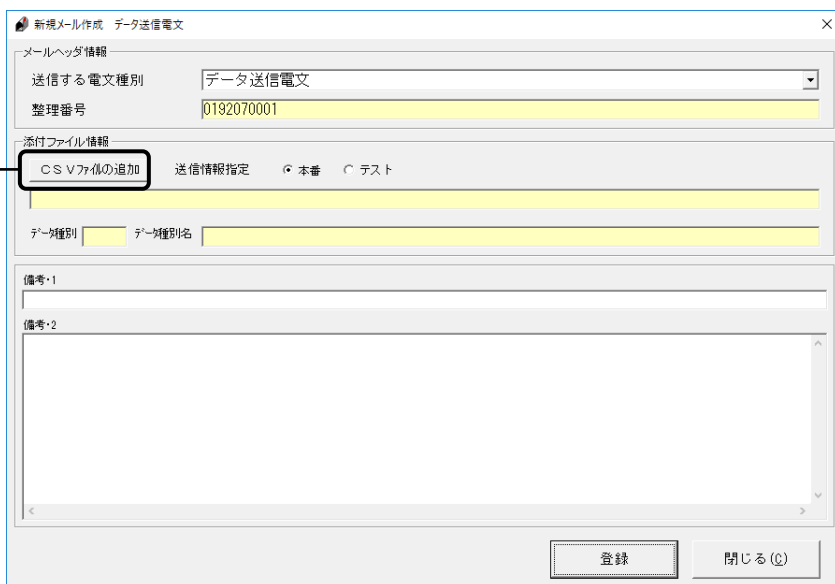 新規メール作成 データ送信電文
メールヘッダ情報
送信する電文種別 データ送信電文
整理番号 0192070001
添付ファイル情報
ＣＳＶﾌｧｲﾙの追加 送信情報指定 本番 テスト
ﾃﾞｰﾀ種別 ﾃﾞｰﾀ種別名
備考・1
備考・2
登録 閉じる(C)